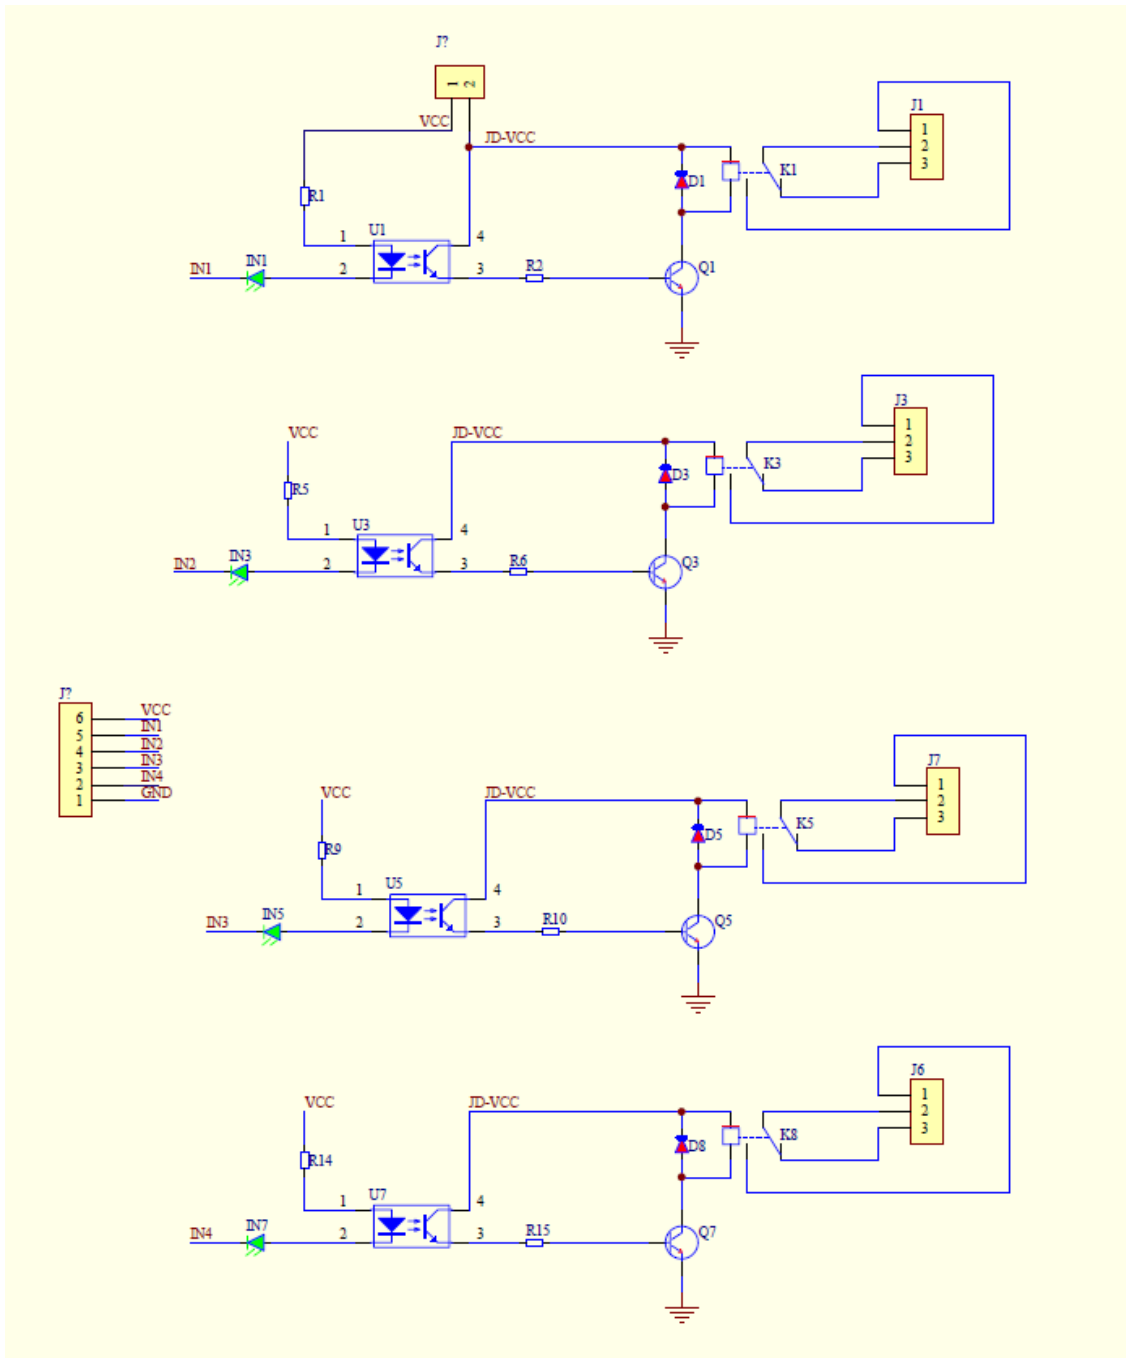 J?
1 2
VCC
JD-VCC
J1
1
2
3
D1
K1
R1
U1
1
4
IN1
IN1
2
3
R2
Q1
J3
1
2
3
VCC
JD-VCC
D3
K3
R5
U3
1
4
IN2
IN3
2
3
R6
Q3
J?
6 VCC
5 IN1
4 IN2
3 IN3
2 IN4
1 GND
J7
1
2
3
VCC
JD-VCC
D5
K5
R9
U5
1
4
IN3
IN5
2
3
R10
Q5
J6
1
2
3
VCC
JD-VCC
D8
K8
R14
U7
1
4
IN4
IN7
2
3
R15
Q7